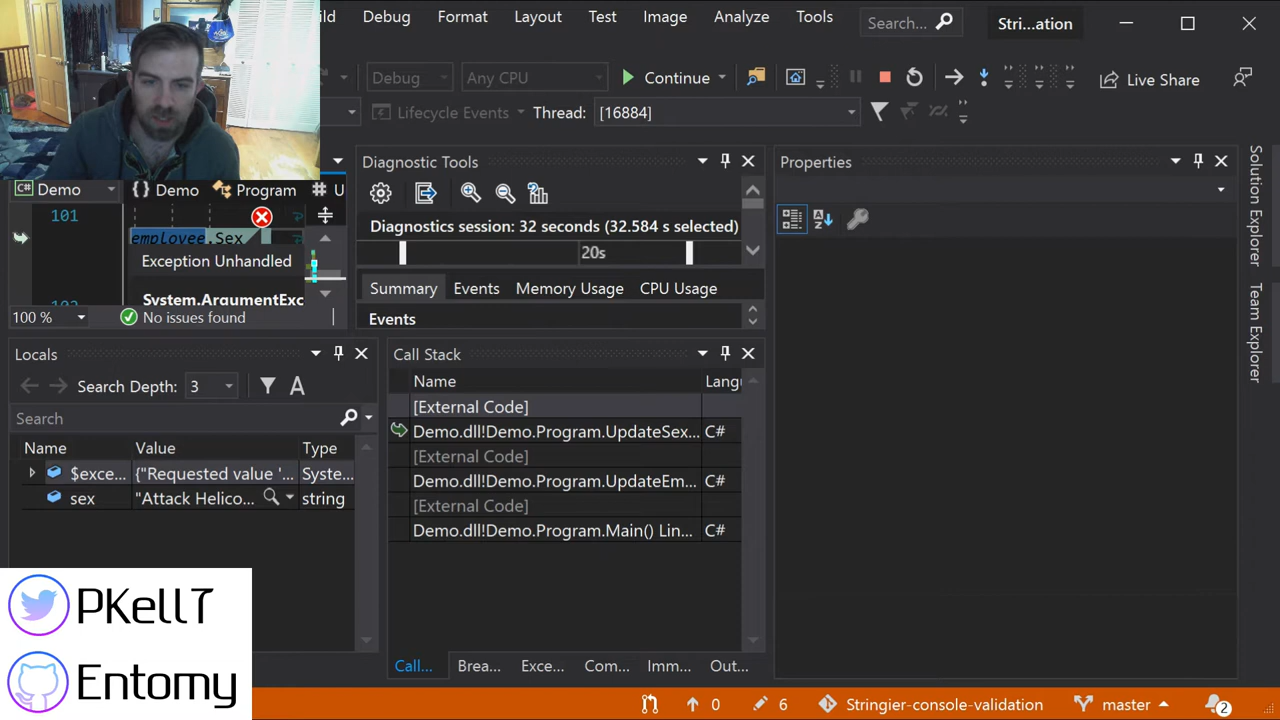 ild Debug Format Layout Test Image Analyze Tools Search... Stri...ation
Debug Any CPU Continue Live Share
Lifecycle Events Thread: [16884]
Demo Demo Program U
101
employee.Sex
Exception Unhandled
System.ArgumentExc
102
100 % No issues found
Diagnostic Tools
Diagnostics session: 32 seconds (32.584 s selected)
20s
Summary Events Memory Usage CPU Usage
Events
Properties
Solution Explorer
Team Explorer
Locals
Search Depth: 3
Search
Name Value Type
$exce... {"Requested value '... Syste...
sex "Attack Helico... string
Call Stack
Name Lang
[External Code]
Demo.dll!Demo.Program.UpdateSex... C#
[External Code]
Demo.dll!Demo.Program.UpdateEm... C#
[External Code]
Demo.dll!Demo.Program.Main() Lin... C#
Call... Brea... Exce... Com... Imm... Out...
PKell7
Entomy
0 6 Stringier-console-validation master 2